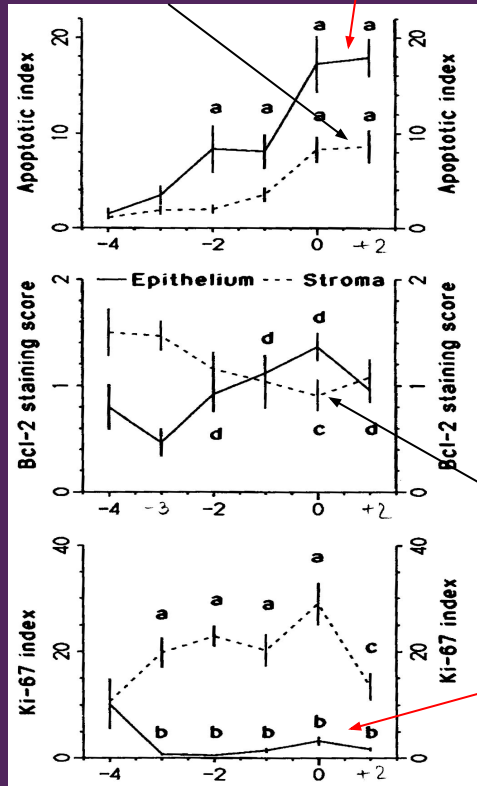 20
10
0
Apoptotic index
a a
a a a a
20
10
0
Apoptotic index
-4 -2 0 +2
2
1
0
Bcl-2 staining score
Epithelium Stroma
d d
d c d
2
1
0
Bcl-2 staining score
-4 -3 -2 0 +2
40
20
0
Ki-67 index
a a a a c
b b b b b
40
20
0
Ki-67 index
-4 -2 0 +2